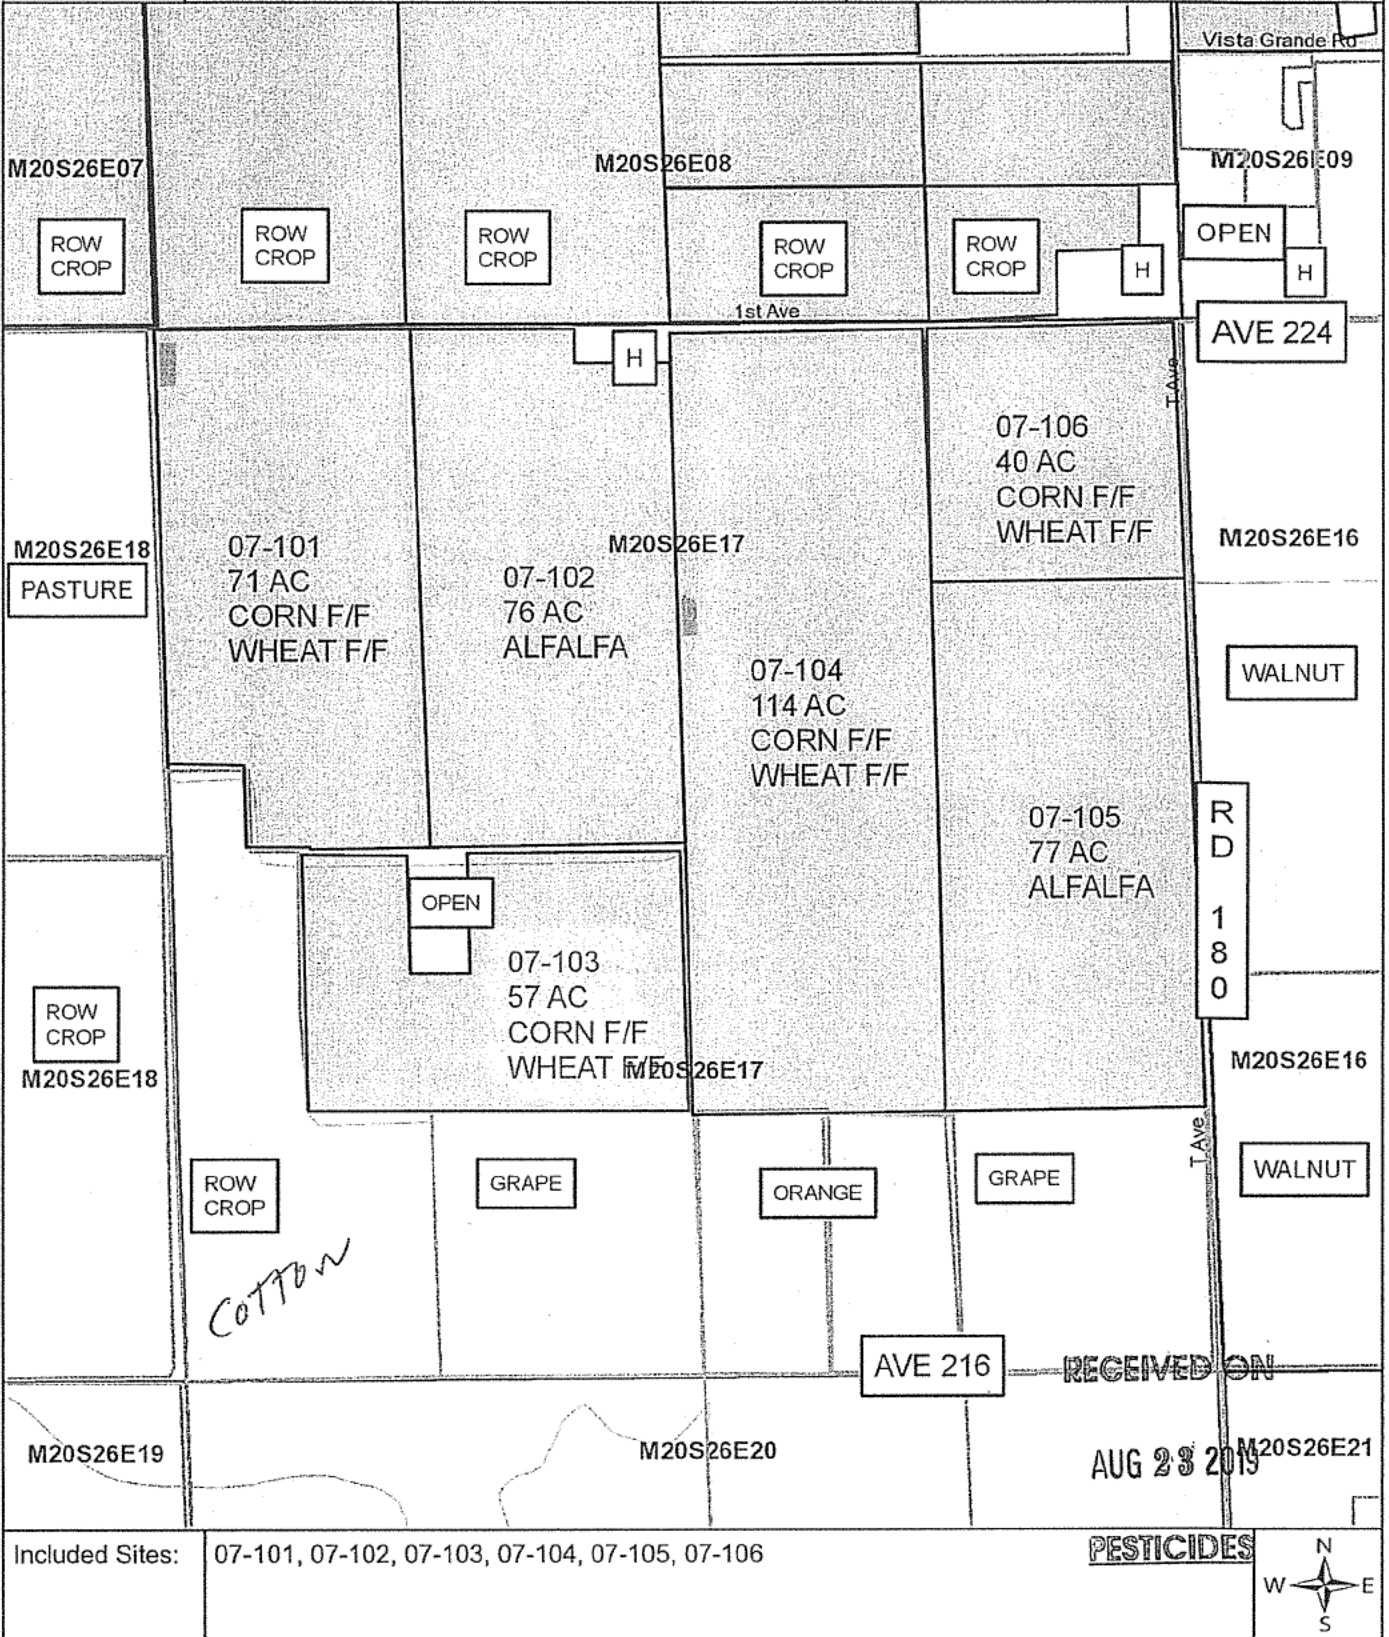 Vista Grande Rd
M20S26E07
M20S26E08
M20S26E09
ROW
CROP
ROW
CROP
ROW
CROP
ROW
CROP
ROW
CROP
OPEN
H
H
1st Ave
AVE 224
H
T Ave
07-106
40 AC
CORN F/F
WHEAT F/F
M20S26E18
PASTURE
07-101
71 AC
CORN F/F
WHEAT F/F
M20S26E17
07-102
76 AC
ALFALFA
M20S26E16
WALNUT
07-104
114 AC
CORN F/F
WHEAT F/F
07-105
77 AC
ALFALFA
RD 180
OPEN
07-103
57 AC
CORN F/F
WHEAT F/F
M20S26E17
ROW
CROP
M20S26E18
M20S26E16
T Ave
WALNUT
ROW
CROP
GRAPE
ORANGE
GRAPE
Cotton
AVE 216
RECEIVED ON
M20S26E19
M20S26E20
AUG 23 2019
M20S26E21
Included Sites:
07-101, 07-102, 07-103, 07-104, 07-105, 07-106
PESTICIDES
N
W
E
S